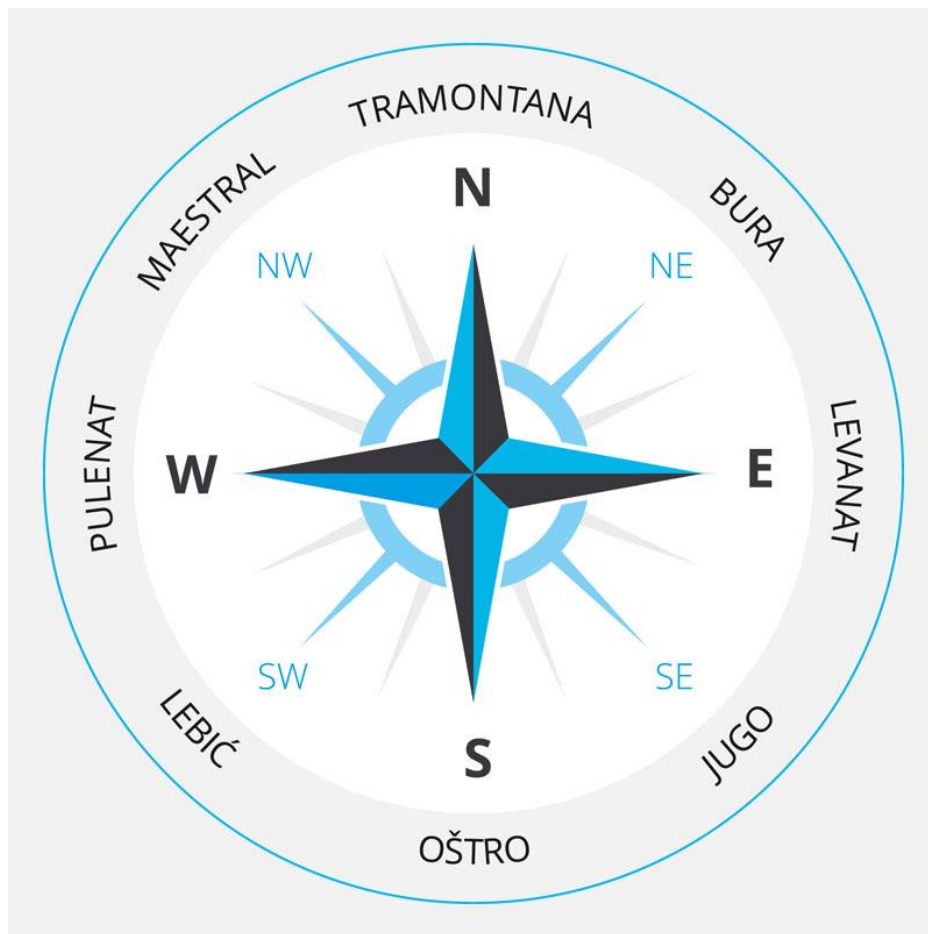 TRAMONTANA
MAESTRAL
BURA
N
NW
NE
PULENAT
W
E
LEVANAT
SW
SE
LEBIĆ
S
JUGO
OŠTRO